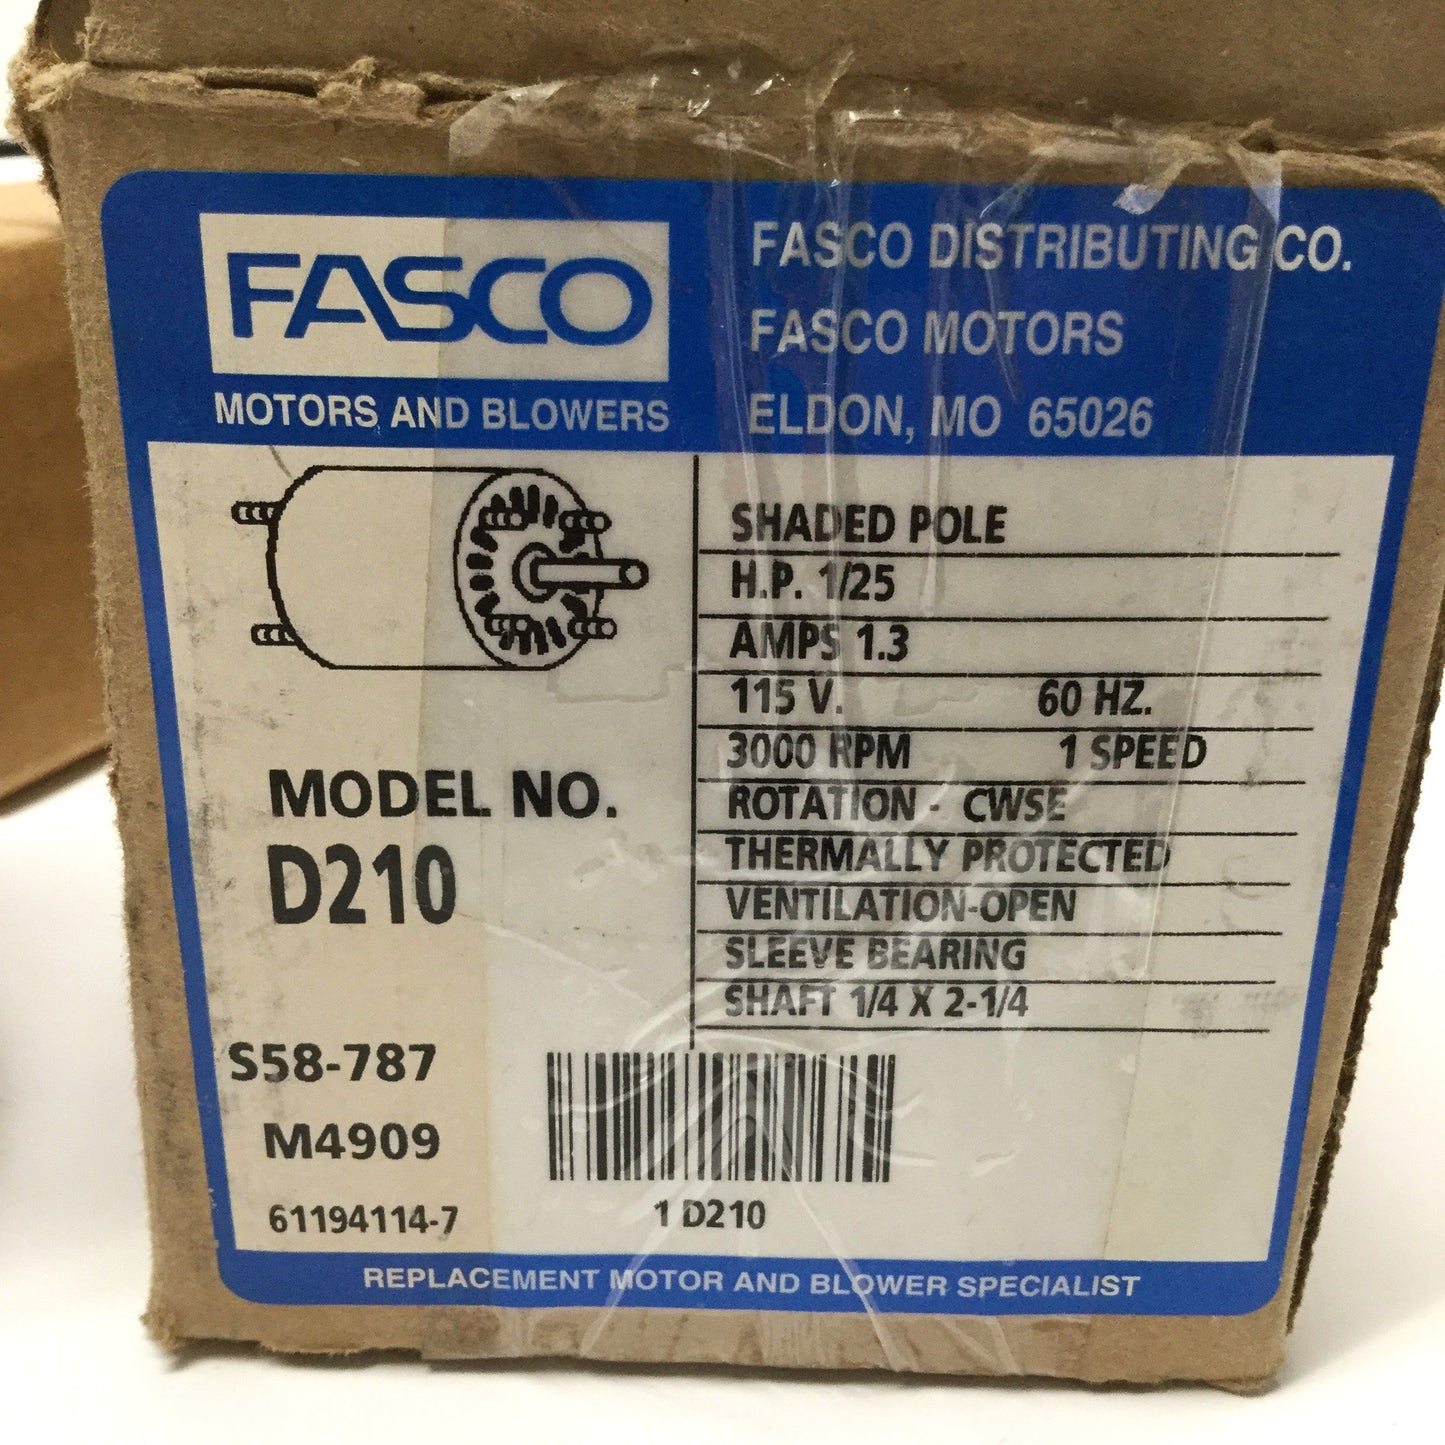 FASCO
MOTORS AND BLOWERS
FASCO DISTRIBUTING CO.
FASCO MOTORS
ELDON, MO 65026
SHADED POLE
H.P. 1/25
AMPS 1.3
115 V. 60 HZ.
3000 RPM 1 SPEED
ROTATION - CWSE
THERMALLY PROTECTED
VENTILATION-OPEN
SLEEVE BEARING
SHAFT 1/4 X 2-1/4
MODEL NO.
D210
S58-787
M4909
61194114-7
1 D210
REPLACEMENT MOTOR AND BLOWER SPECIALIST